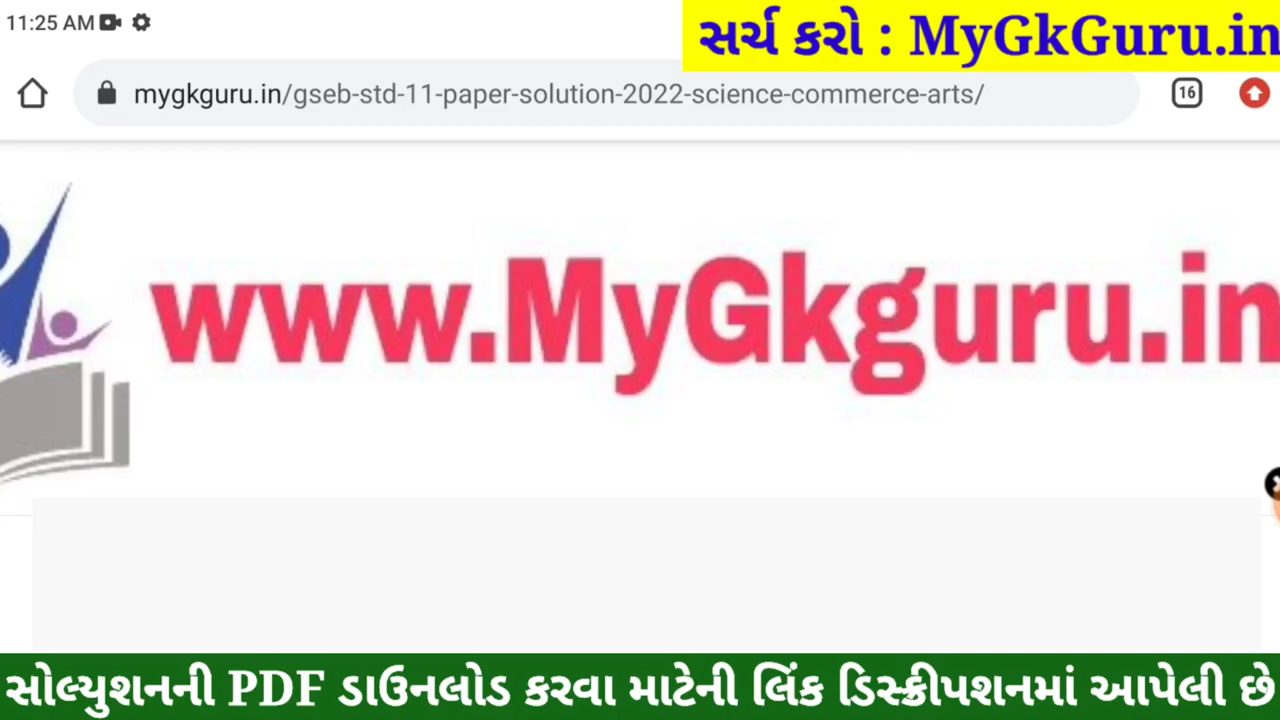 11:25 AM
સર્ચ કરો : MyGkGuru.in
mygkguru.in/gseb-std-11-paper-solution-2022-science-commerce-arts/
16
www.MyGkguru.in
સોલ્યુશનની PDF ડાઉનલોડ કરવા માટેની લિંક ડિસ્ક્રીપશનમાં આપેલી છે